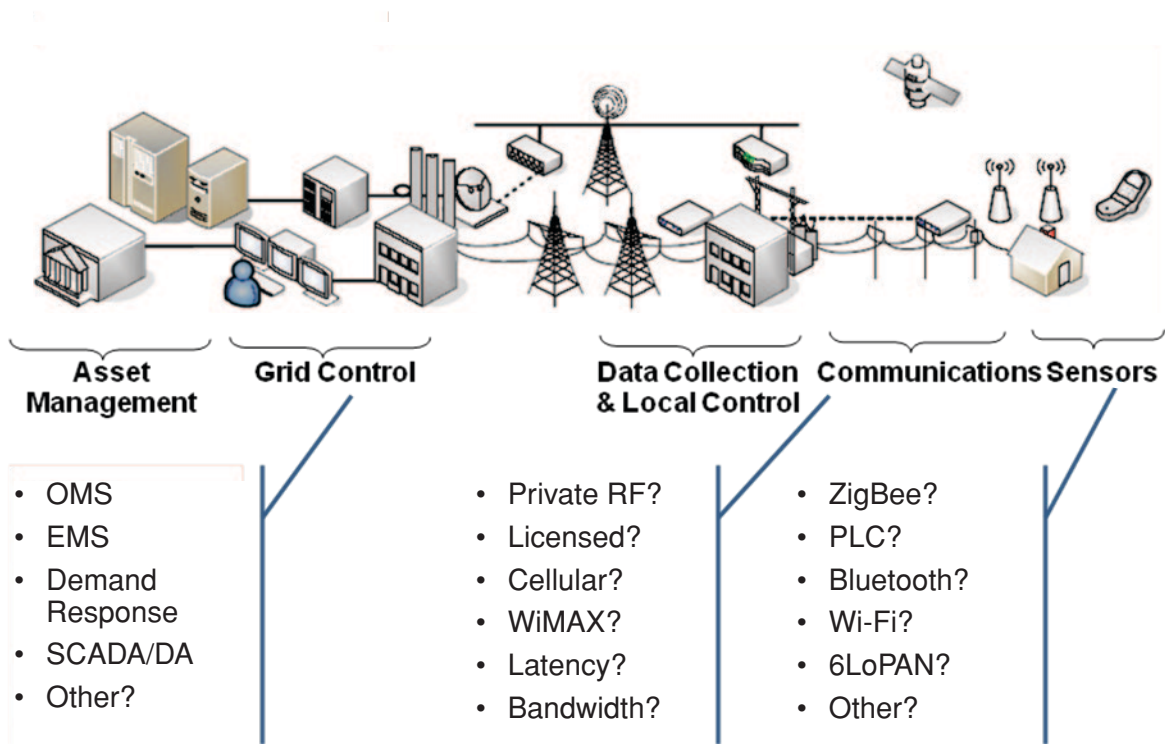 Asset
Management
Grid Control
Data Collection
& Local Control
Communications
Sensors
• OMS
• EMS
• Demand
Response
• SCADA/DA
• Other?
• Private RF?
• Licensed?
• Cellular?
• WiMAX?
• Latency?
• Bandwidth?
• ZigBee?
• PLC?
• Bluetooth?
• Wi-Fi?
• 6LoPAN?
• Other?